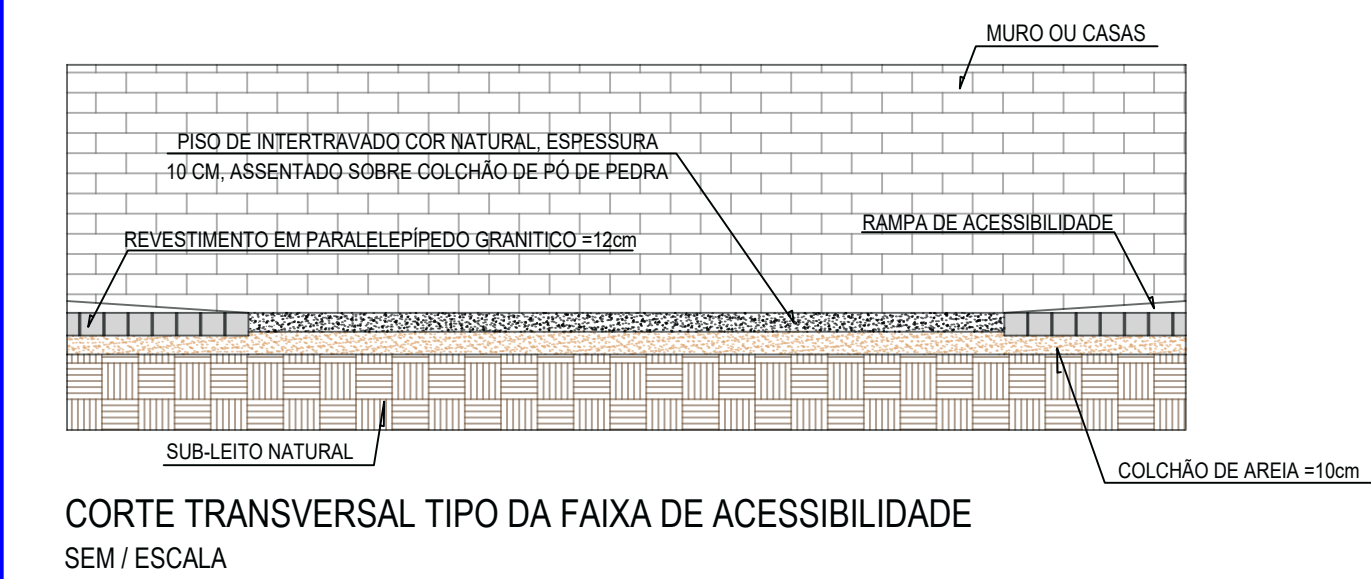 MURO OU CASAS
PISO DE INTERTRAVADO COR NATURAL, ESPESSURA
10 CM, ASSENTADO SOBRE COLCHÃO DE PÓ DE PEDRA
RAMPA DE ACESSIBILIDADE
REVESTIMENTO EM PARALELEPÍPEDO GRANITICO =12cm
SUB-LEITO NATURAL
COLCHÃO DE AREIA =10cm
CORTE TRANSVERSAL TIPO DA FAIXA DE ACESSIBILIDADE
SEM / ESCALA